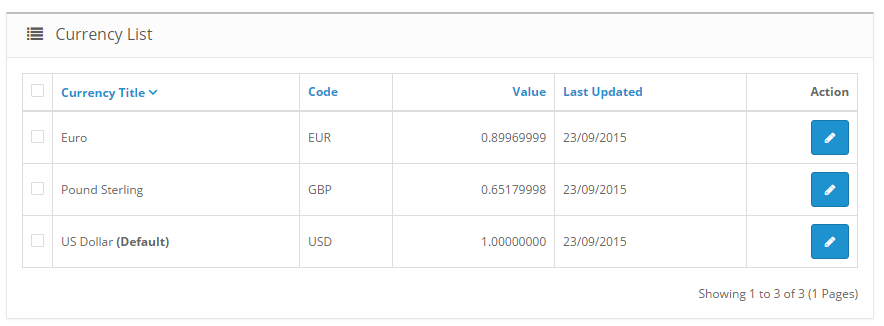 Currency List
Currency Title Code Value Last Updated Action
Euro EUR 0.89969999 23/09/2015
Pound Sterling GBP 0.65179998 23/09/2015
US Dollar (Default) USD 1.00000000 23/09/2015
Showing 1 to 3 of 3 (1 Pages)